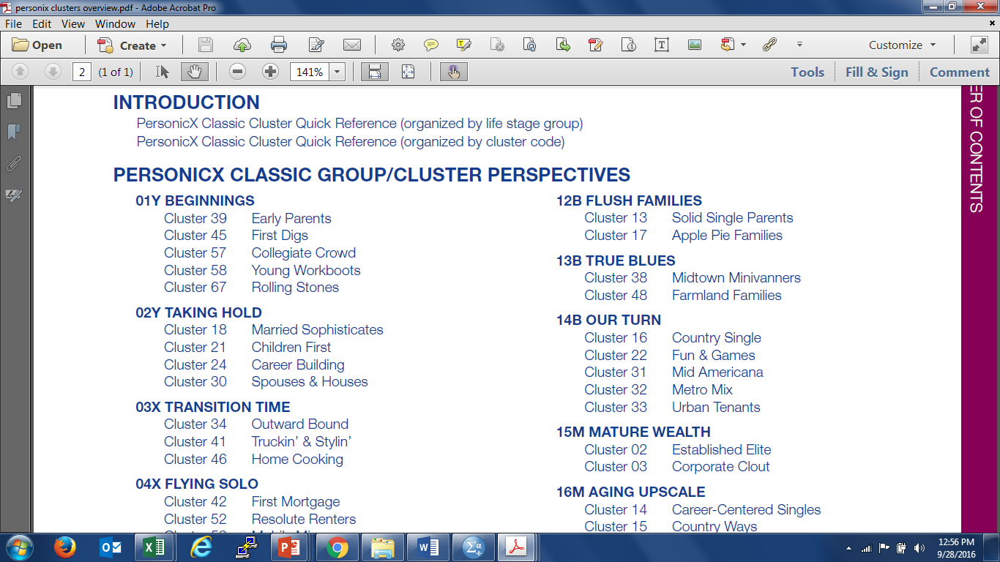 personix clusters overview.pdf - Adobe Acrobat Pro
File Edit View Window Help
Open Create Customize
2 (1 of 1) 141% Tools Fill & Sign Comment
INTRODUCTION
PersonicX Classic Cluster Quick Reference (organized by life stage group)
PersonicX Classic Cluster Quick Reference (organized by cluster code)
PERSONICX CLASSIC GROUP/CLUSTER PERSPECTIVES
01Y BEGINNINGS
Cluster 39 Early Parents
Cluster 45 First Digs
Cluster 57 Collegiate Crowd
Cluster 58 Young Workboots
Cluster 67 Rolling Stones
02Y TAKING HOLD
Cluster 18 Married Sophisticates
Cluster 21 Children First
Cluster 24 Career Building
Cluster 30 Spouses & Houses
03X TRANSITION TIME
Cluster 34 Outward Bound
Cluster 41 Truckin' & Stylin'
Cluster 46 Home Cooking
04X FLYING SOLO
Cluster 42 First Mortgage
Cluster 52 Resolute Renters
12B FLUSH FAMILIES
Cluster 13 Solid Single Parents
Cluster 17 Apple Pie Families
13B TRUE BLUES
Cluster 38 Midtown Minivanners
Cluster 48 Farmland Families
14B OUR TURN
Cluster 16 Country Single
Cluster 22 Fun & Games
Cluster 31 Mid Americana
Cluster 32 Metro Mix
Cluster 33 Urban Tenants
15M MATURE WEALTH
Cluster 02 Established Elite
Cluster 03 Corporate Clout
16M AGING UPSCALE
Cluster 14 Career-Centered Singles
Cluster 15 Country Ways
ER OF CONTENTS
12:56 PM
9/28/2016